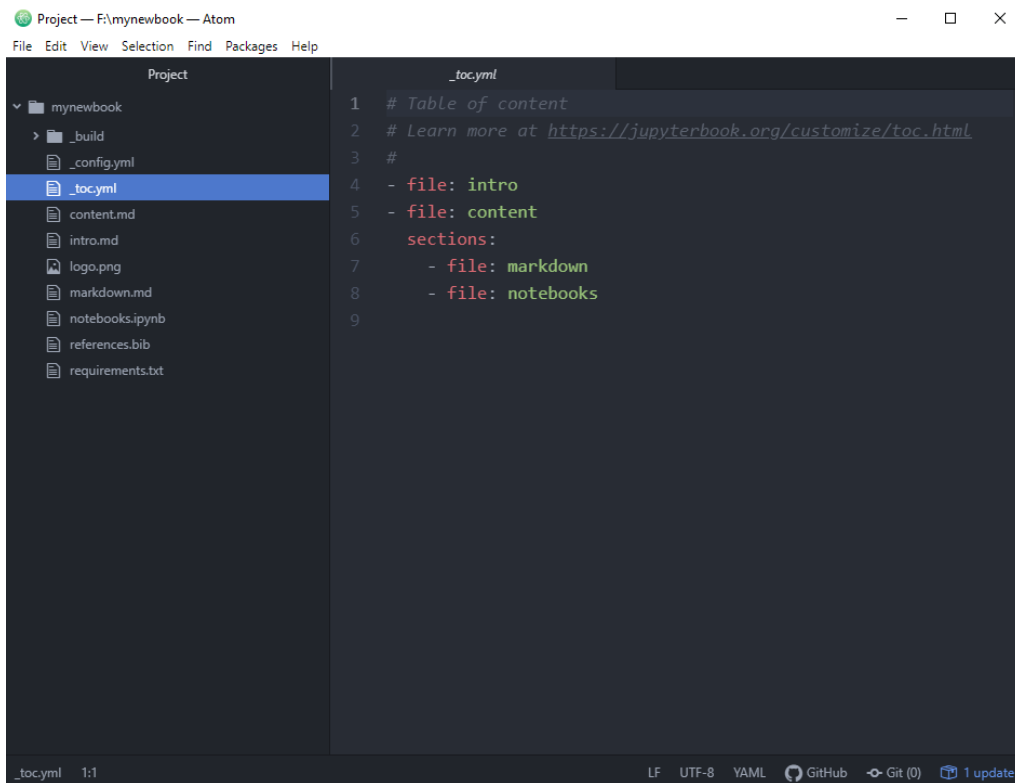 Project — F:\mynewbook — Atom
File Edit View Selection Find Packages Help
Project
mynewbook
_build
_config.yml
_toc.yml
content.md
intro.md
logo.png
markdown.md
notebooks.ipynb
references.bib
requirements.txt
_toc.yml
1 # Table of content
2 # Learn more at https://jupyterbook.org/customize/toc.html
3 #
4 - file: intro
5 - file: content
6 sections:
7 - file: markdown
8 - file: notebooks
9
_toc.yml 1:1 LF UTF-8 YAML GitHub Git (0) 1 update